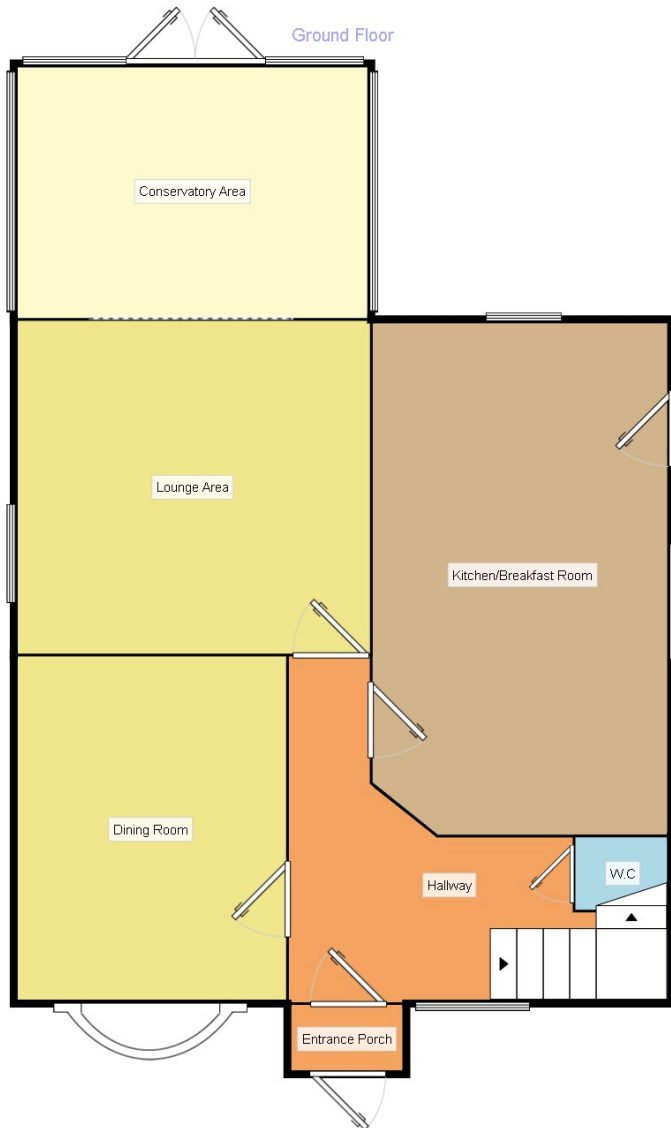 Ground Floor
Conservatory Area
Lounge Area
Kitchen/Breakfast Room
Dining Room
W.C
Hallway
Entrance Porch